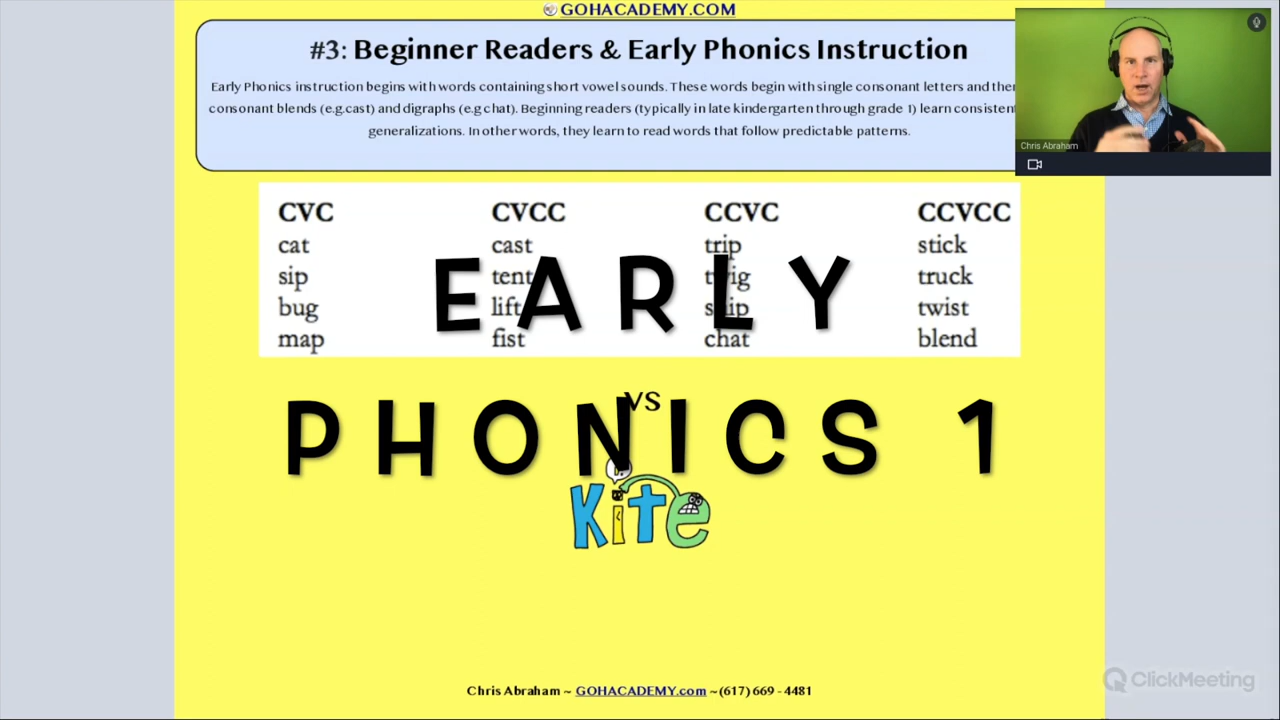 GOHACADEMY.COM
#3: Beginner Readers & Early Phonics Instruction
Early Phonics instruction begins with words containing short vowel sounds. These words begin with single consonant letters and then
consonant blends (e.g.cast) and digraphs (e.g chat). Beginning readers (typically in late kindergarten through grade 1) learn consistent
generalizations. In other words, they learn to read words that follow predictable patterns.
Chris Abraham
CVC CVCC CCVC CCVCC
cat cast trip stick
sip tent twig truck
bug lift ship twist
map fist chat blend
EARLY
PHONICS 1
vs
Kite
Chris Abraham ~ GOHACADEMY.com ~(617) 669 - 4481
ClickMeeting